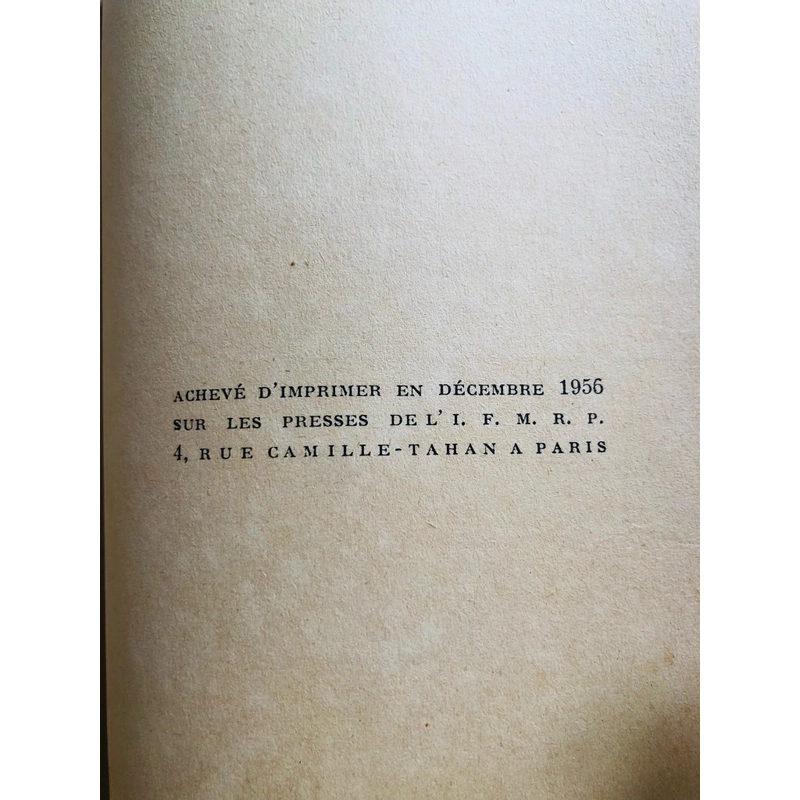 ACHEVÉ D'IMPRIMER EN DÉCEMBRE 1956
SUR LES PRESSES DE L'I. F. M. R. P.
4, RUE CAMILLE-TAHAN A PARIS